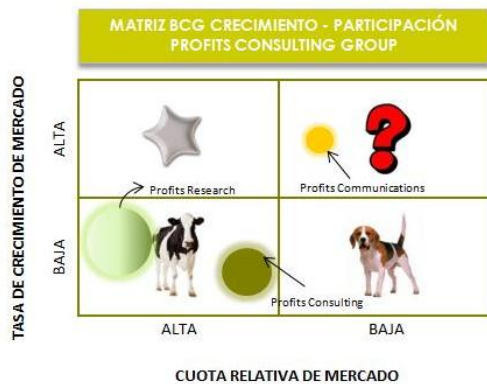 MATRIZ BCG CRECIMIENTO - PARTICIPACIÓN
PROFITS CONSULTING GROUP
TASA DE CRECIMIENTO DE MERCADO
ALTA
BAJA
Profits Research
Profits Communications
Profits Consulting
ALTA
BAJA
CUOTA RELATIVA DE MERCADO